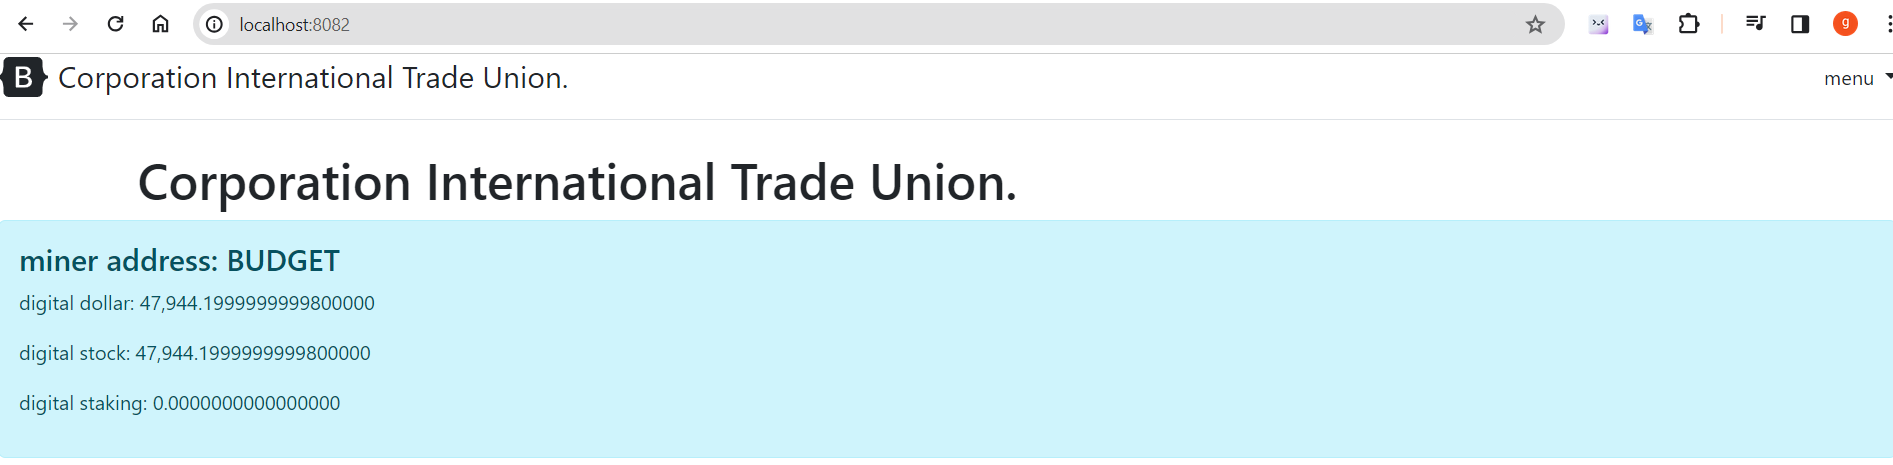 localhost:8082
g
B Corporation International Trade Union.
menu
Corporation International Trade Union.
miner address: BUDGET
digital dollar: 47,944.1999999999800000
digital stock: 47,944.1999999999800000
digital staking: 0.0000000000000000